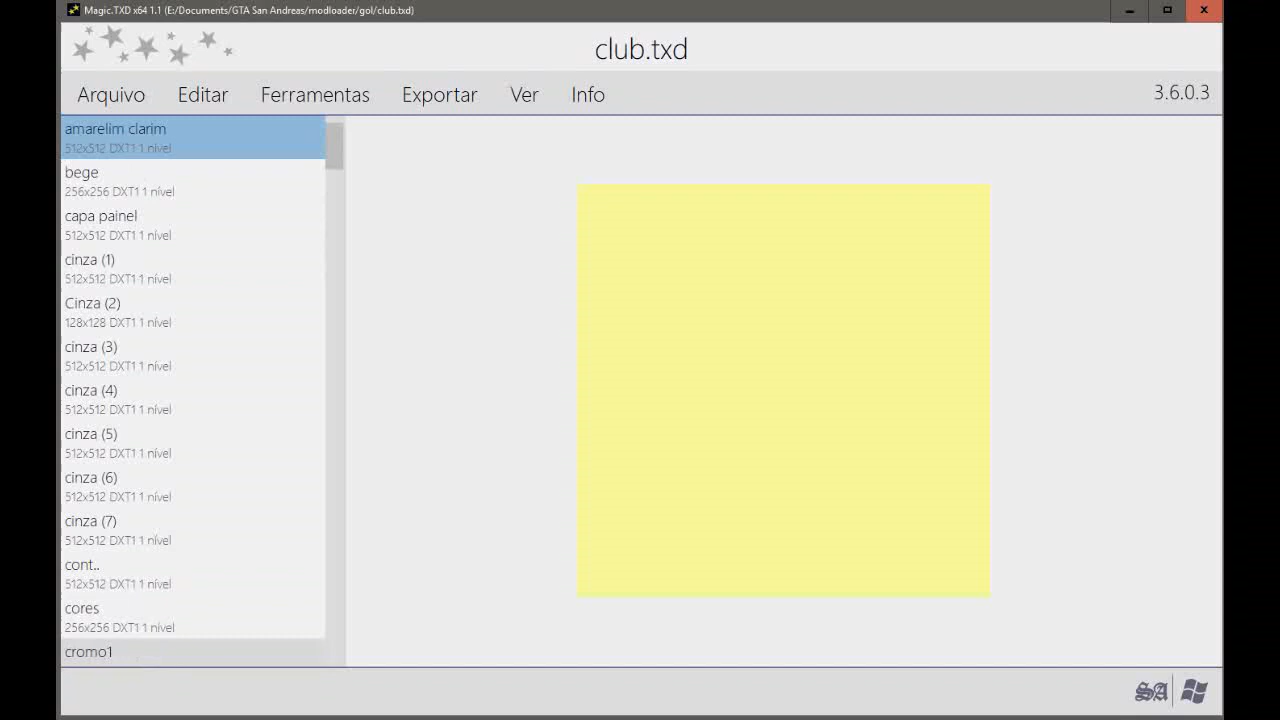 Magic.TXD x64 1.1 (E:/Documents/GTA San Andreas/modloader/gol/club.txd)
club.txd
Arquivo Editar Ferramentas Exportar Ver Info
3.6.0.3
amarelim clarim
512x512 DXT1 1 nível
bege
256x256 DXT1 1 nível
capa painel
512x512 DXT1 1 nível
cinza (1)
512x512 DXT1 1 nível
Cinza (2)
128x128 DXT1 1 nível
cinza (3)
512x512 DXT1 1 nível
cinza (4)
512x512 DXT1 1 nível
cinza (5)
512x512 DXT1 1 nível
cinza (6)
512x512 DXT1 1 nível
cinza (7)
512x512 DXT1 1 nível
cont..
512x512 DXT1 1 nível
cores
256x256 DXT1 1 nível
cromo1
SA